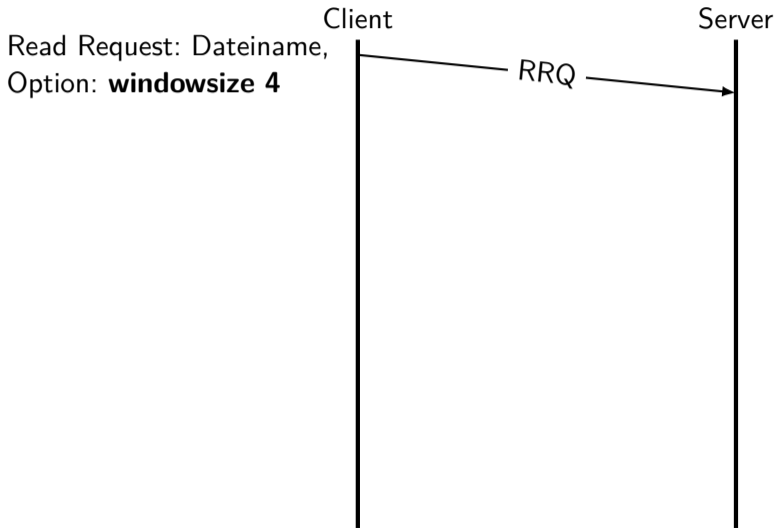 Client
Server
Read Request: Dateiname,
Option: windowsize 4
RRQ